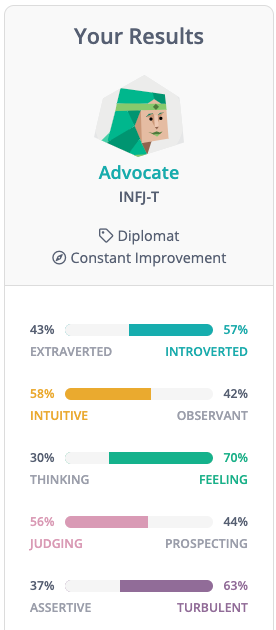 Your Results
Advocate
INFJ-T
Diplomat
Constant Improvement
43% 57%
EXTRAVERTED INTROVERTED
58% 42%
INTUITIVE OBSERVANT
30% 70%
THINKING FEELING
56% 44%
JUDGING PROSPECTING
37% 63%
ASSERTIVE TURBULENT